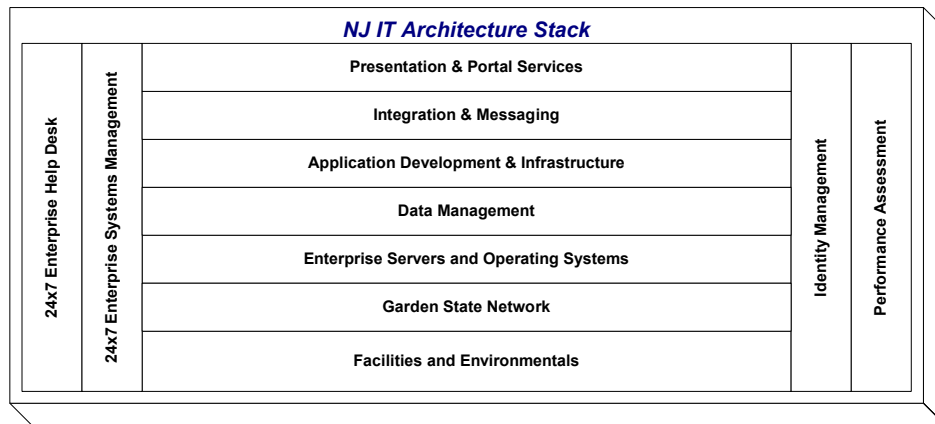 NJ IT Architecture Stack
24x7 Enterprise Help Desk
24x7 Enterprise Systems Management
Presentation & Portal Services
Integration & Messaging
Application Development & Infrastructure
Data Management
Enterprise Servers and Operating Systems
Garden State Network
Facilities and Environmentals
Identity Management
Performance Assessment